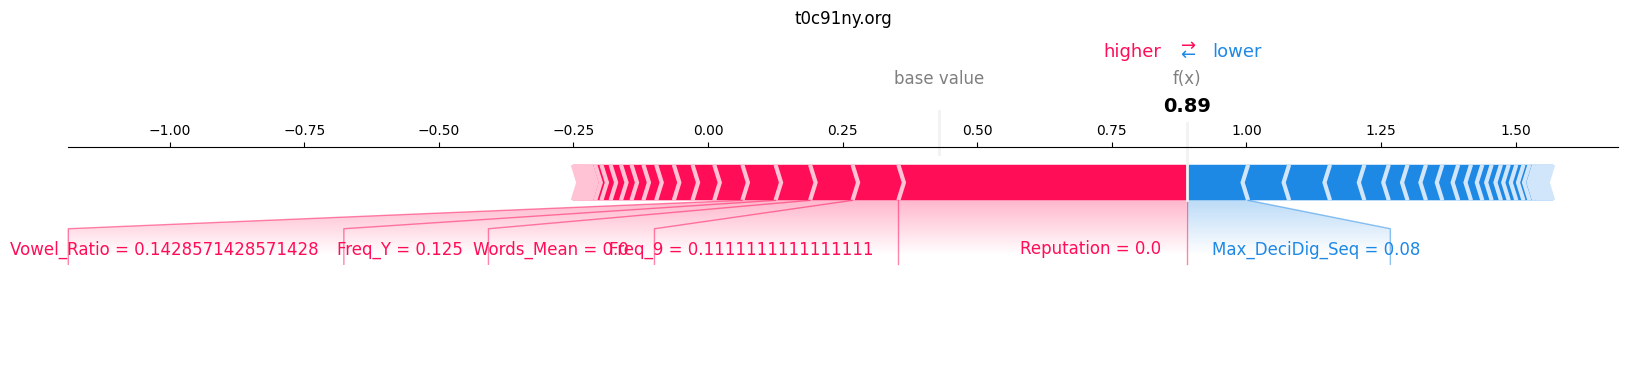 t0c91ny.org
higher ⇄ lower
base value f(x)
0.89
−1.00 −0.75 −0.50 −0.25 0.00 0.25 0.50 0.75 1.00 1.25 1.50
Vowel_Ratio = 0.1428571428571428 Freq_Y = 0.125 Words_Mean = 0.0 Freq_9 = 0.1111111111111111 Reputation = 0.0 Max_DeciDig_Seq = 0.08